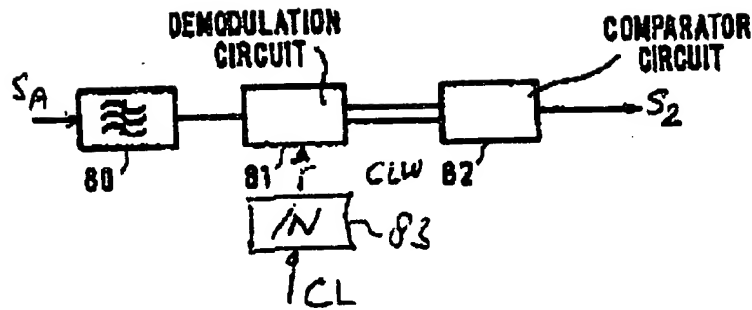 DEMODULATION
CIRCUIT
COMPARATOR
CIRCUIT
SA
S2
80
81
CLW
82
/N
83
CL